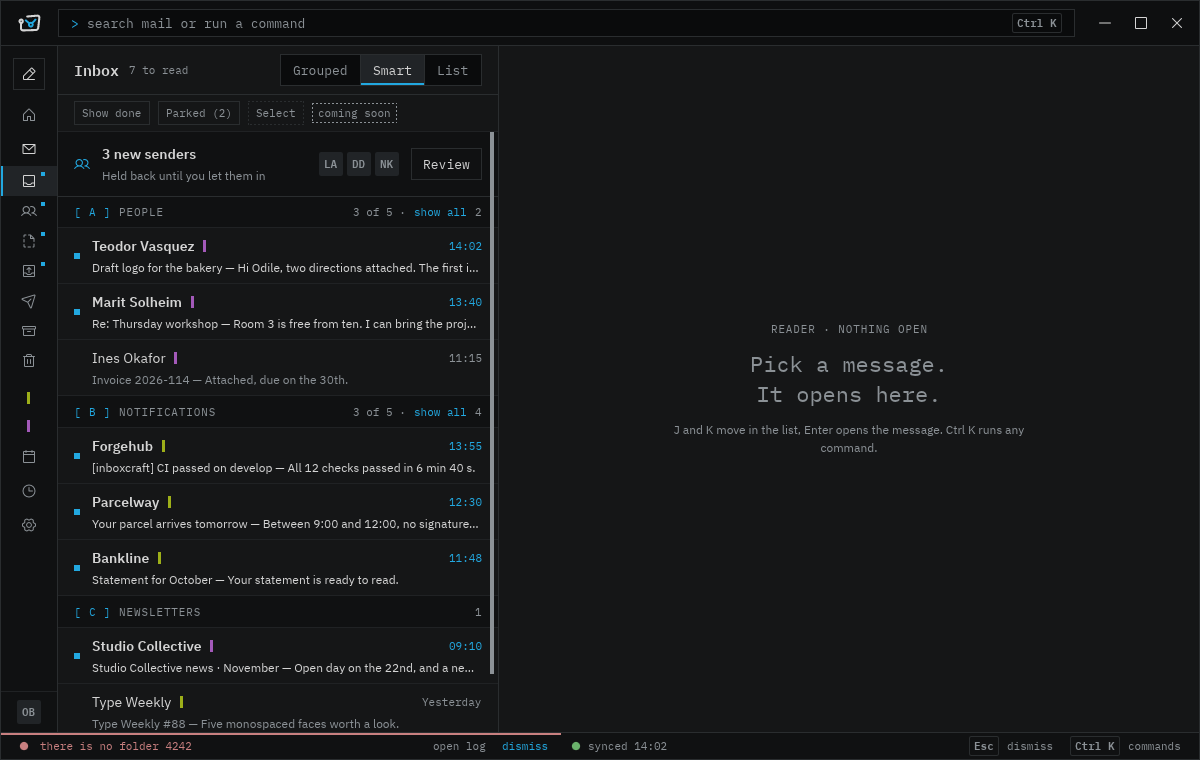 > search mail or run a command Ctrl K
Inbox 7 to read Grouped Smart List
Show done Parked (2) Select coming soon
3 new senders
Held back until you let them in
LA DD NK Review
[ A ] PEOPLE 3 of 5 · show all 2
Teodor Vasquez 14:02
Draft logo for the bakery — Hi Odile, two directions attached. The first i…
Marit Solheim 13:40
Re: Thursday workshop — Room 3 is free from ten. I can bring the proj…
Ines Okafor 11:15
Invoice 2026-114 — Attached, due on the 30th.
[ B ] NOTIFICATIONS 3 of 5 · show all 4
Forgehub 13:55
[inboxcraft] CI passed on develop — All 12 checks passed in 6 min 40 s.
Parcelway 12:30
Your parcel arrives tomorrow — Between 9:00 and 12:00, no signature…
Bankline 11:48
Statement for October — Your statement is ready to read.
[ C ] NEWSLETTERS 1
Studio Collective 09:10
Studio Collective news · November — Open day on the 22nd, and a ne…
Type Weekly Yesterday
Type Weekly #88 — Five monospaced faces worth a look.
READER · NOTHING OPEN
Pick a message.
It opens here.
J and K move in the list, Enter opens the message. Ctrl K runs any
command.
OB
there is no folder 4242 open log dismiss synced 14:02 Esc dismiss Ctrl K commands